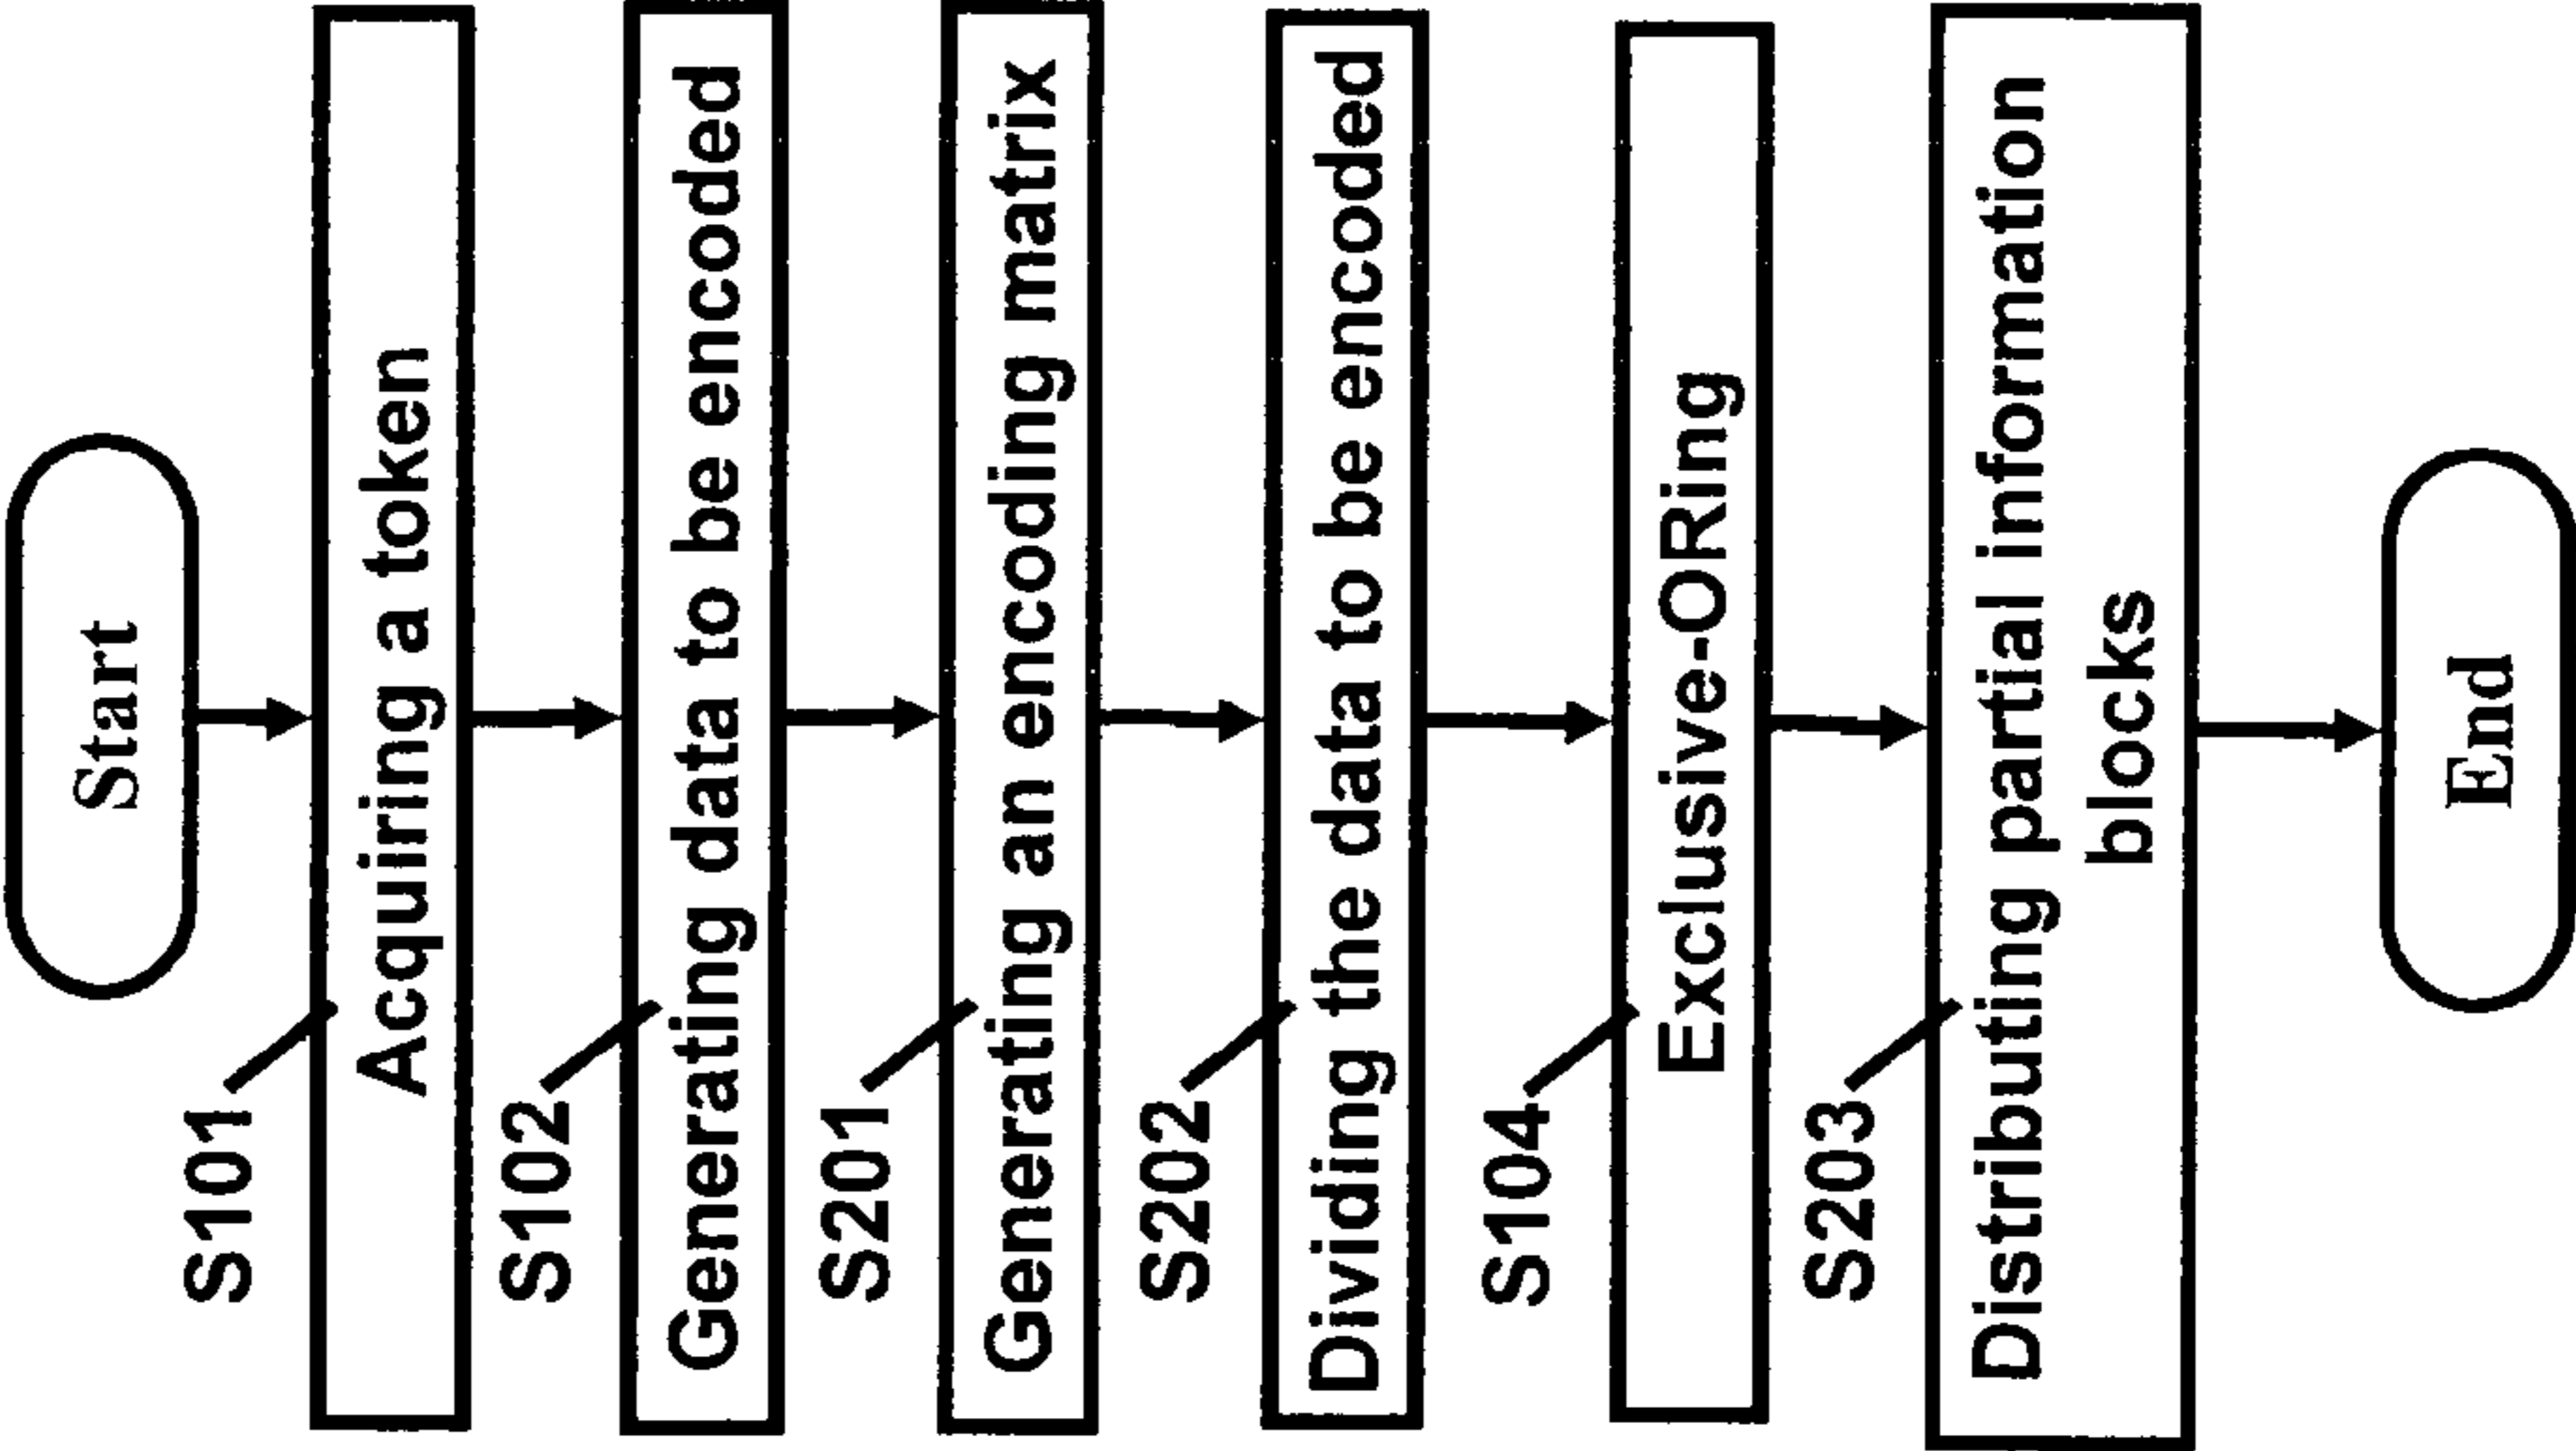 Start
S101
Acquiring a token
S102
Generating data to be encoded
S201
Generating an encoding matrix
S202
Dividing the data to be encoded
S104
Exclusive-ORing
S203
Distributing partial information
blocks
End